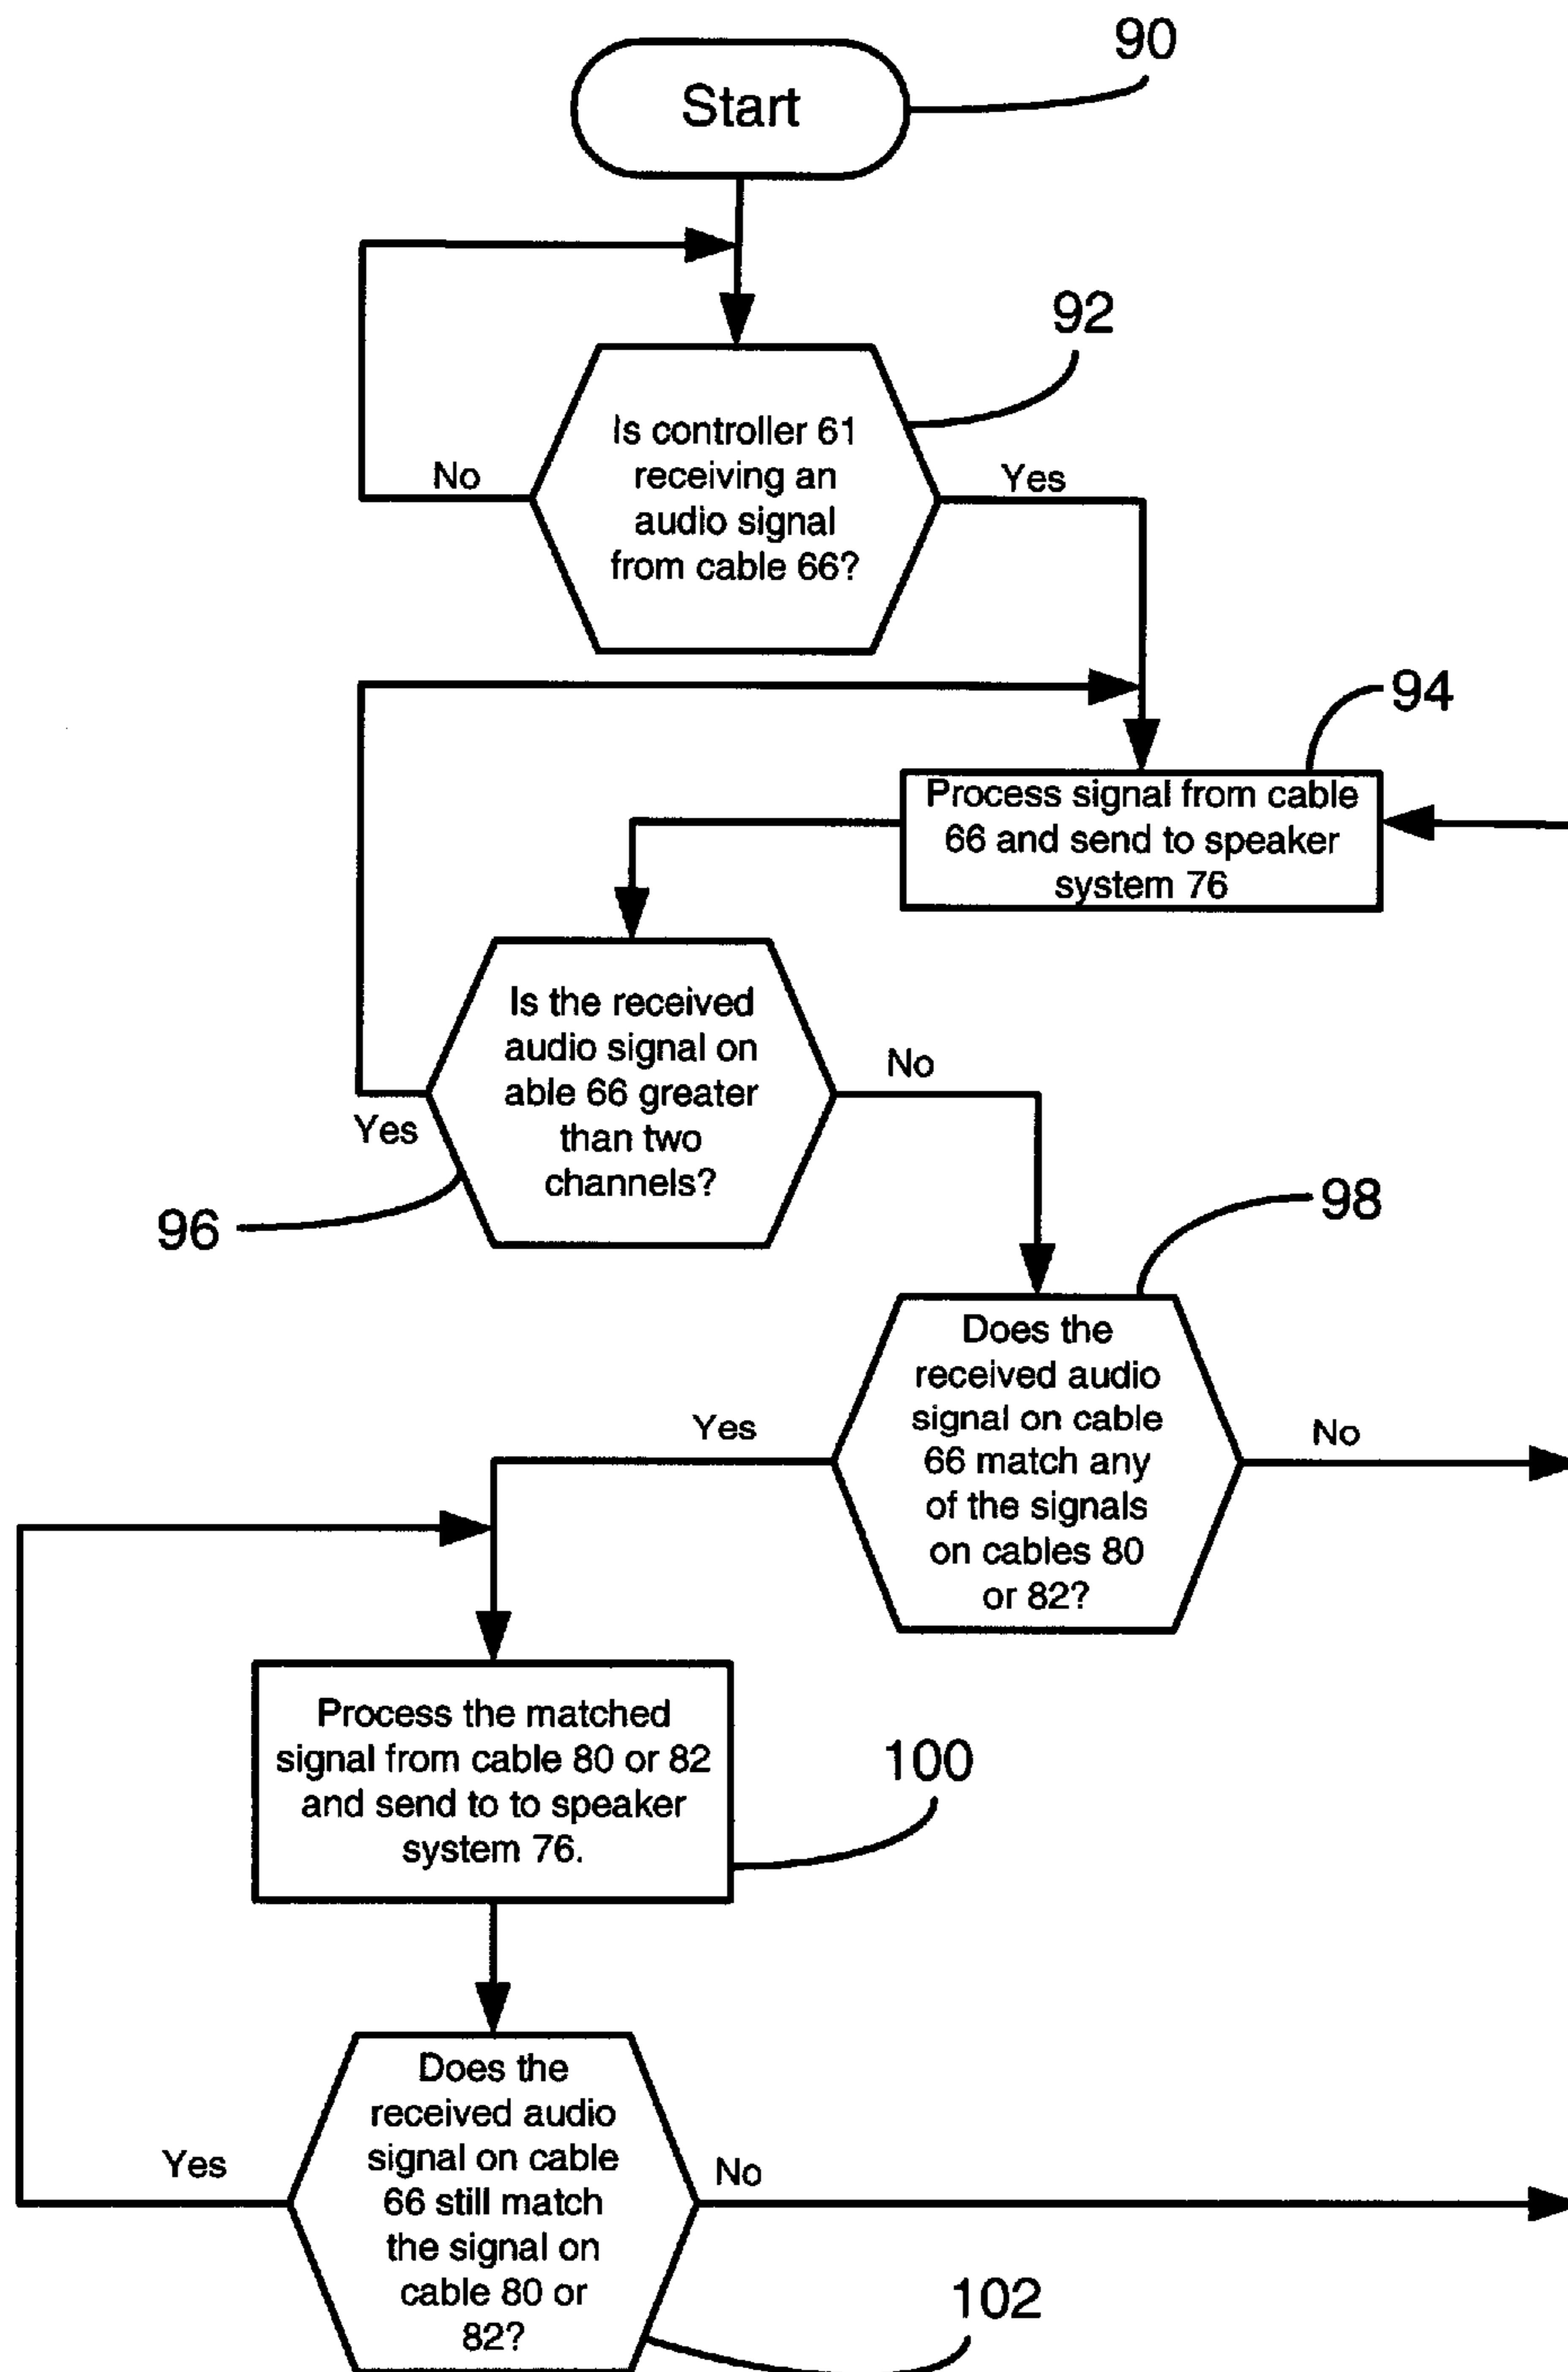 90
Start
92
Is controller 61
receiving an
audio signal
from cable 66?
No
Yes
94
Process signal from cable
66 and send to speaker
system 76
Is the received
audio signal on
able 66 greater
than two
channels?
No
Yes
96
98
Does the
received audio
signal on cable
66 match any
of the signals
on cables 80
or 82?
Yes
No
Process the matched
signal from cable 80 or 82
and send to to speaker
system 76.
100
Does the
received audio
signal on cable
66 still match
the signal on
cable 80 or
82?
Yes
No
102